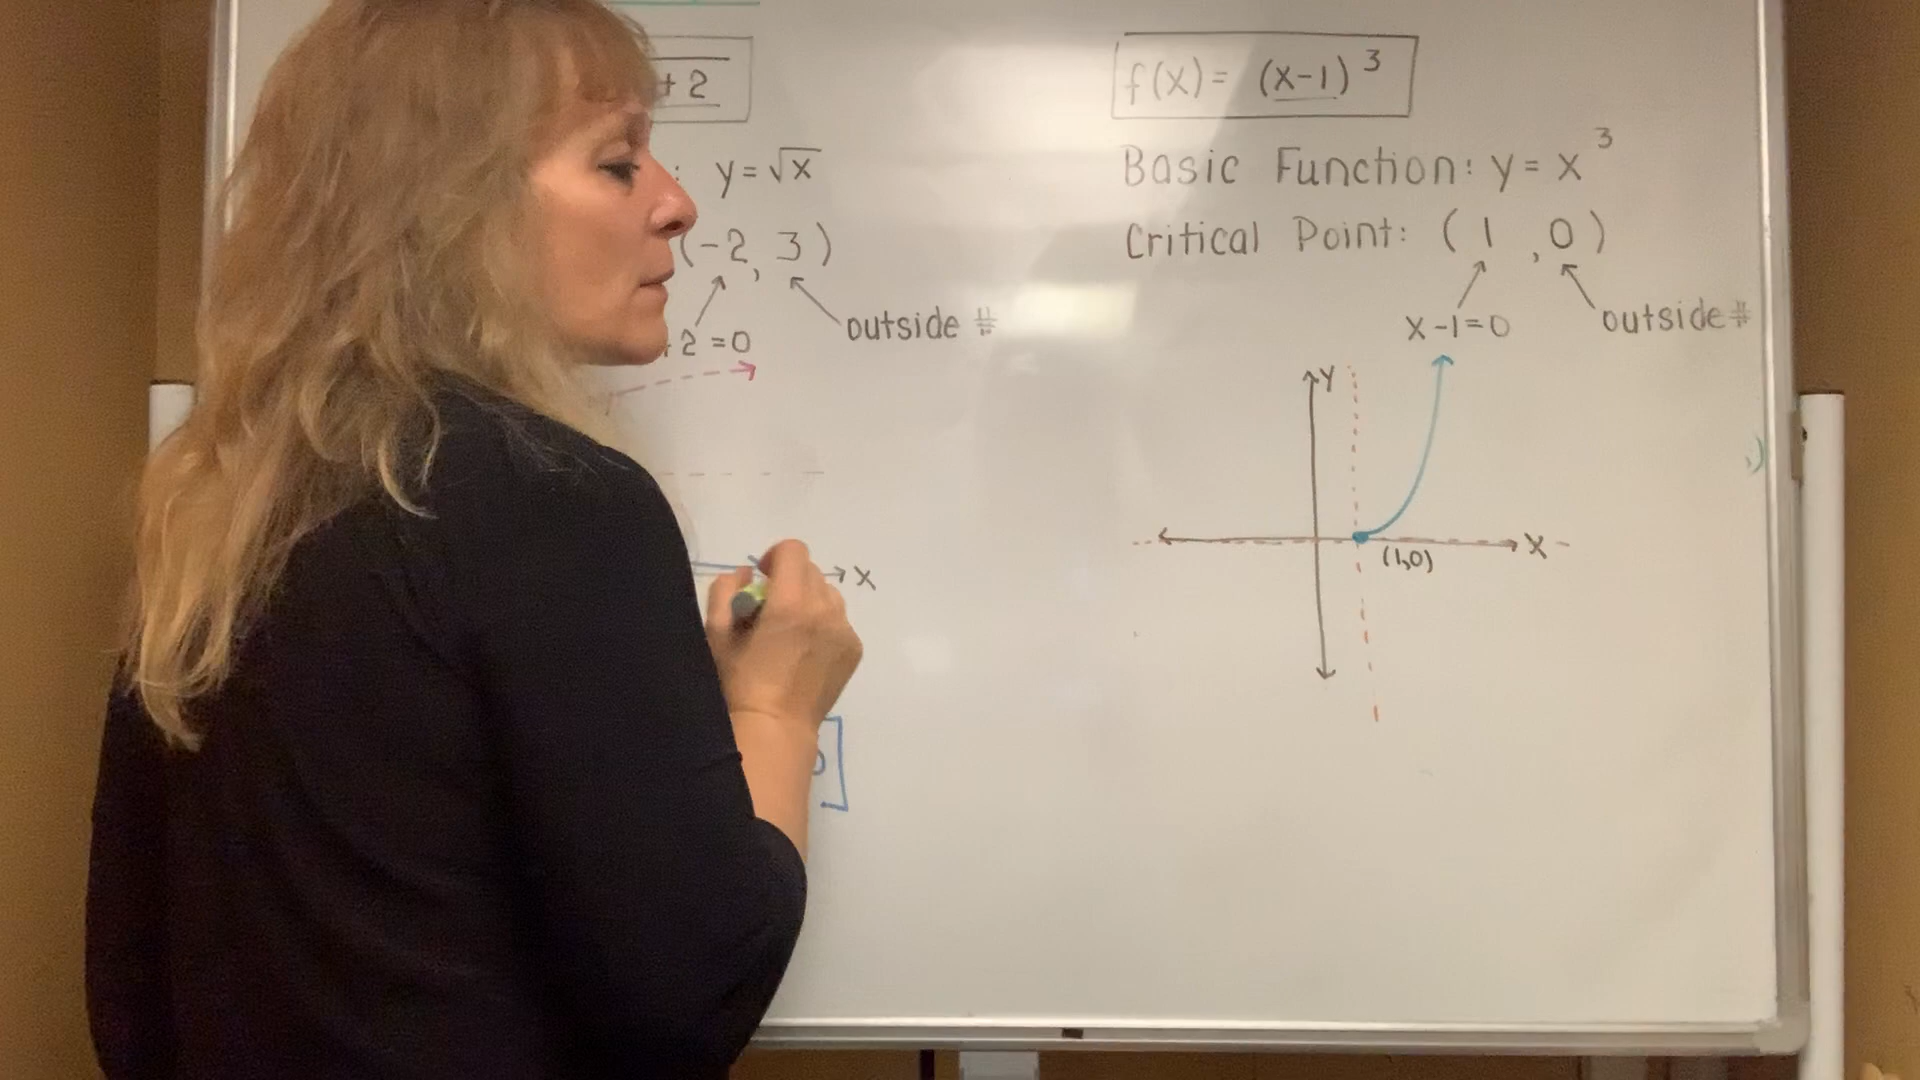 + 2
: y = √x
(-2, 3)
outside #
2 = 0
x
f(x) = (x-1)³
Basic Function: y = x³
Critical Point: (1, 0)
x-1=0
outside #
y
x
(1,0)